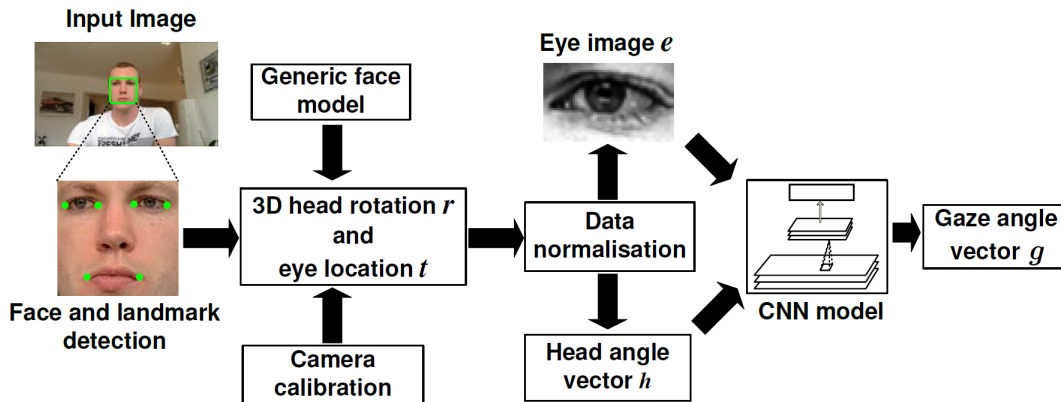 Input Image
FRESH
Face and landmark
detection
Generic face
model
3D head rotation r
and
eye location t
Camera
calibration
Eye image e
Data
normalisation
Head angle
vector h
CNN model
Gaze angle
vector g